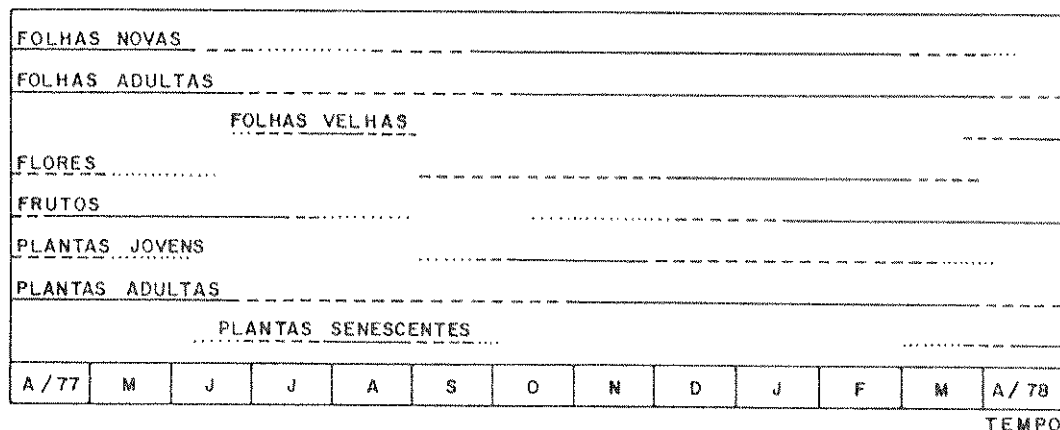 FOLHAS NOVAS
FOLHAS ADULTAS
FOLHAS VELHAS
FLORES
FRUTOS
PLANTAS JOVENS
PLANTAS ADULTAS
PLANTAS SENESCENTES
A / 77 M J J A S O N D J F M A / 78
TEMPO